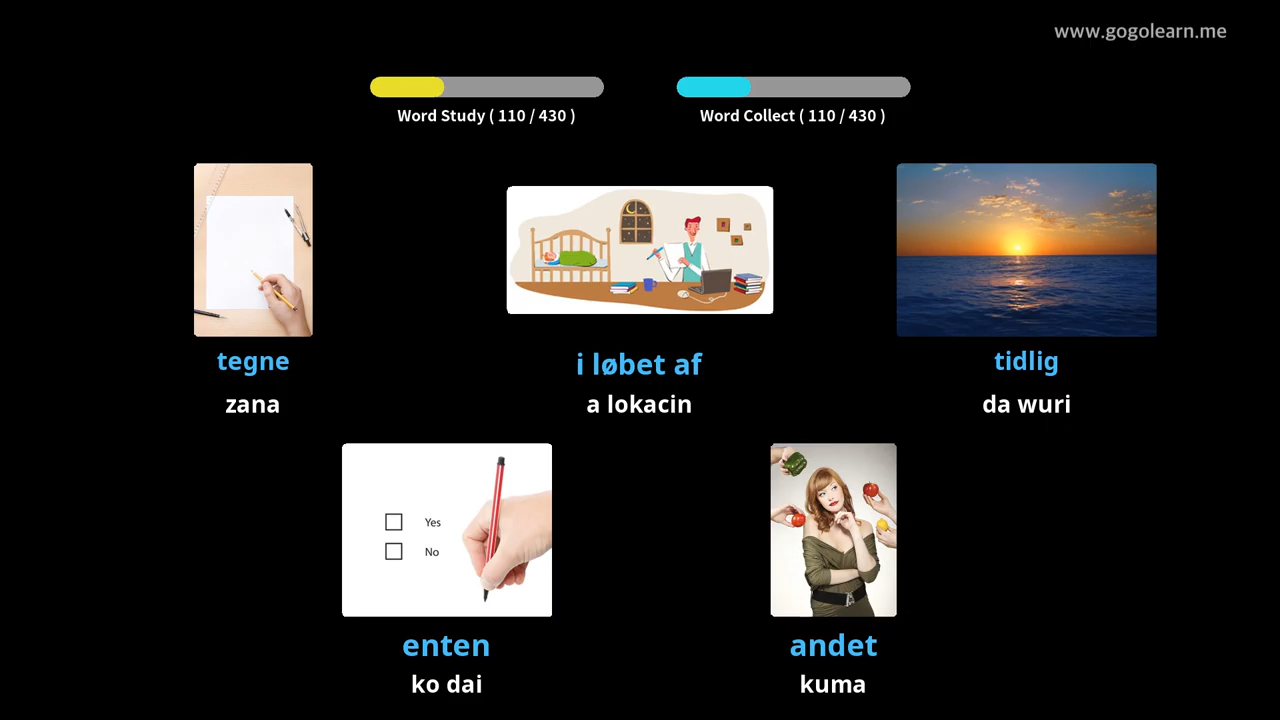 www.gogolearn.me
Word Study ( 110 / 430 )
Word Collect ( 110 / 430 )
tegne
zana
i løbet af
a lokacin
tidlig
da wuri
Yes
No
enten
ko dai
andet
kuma